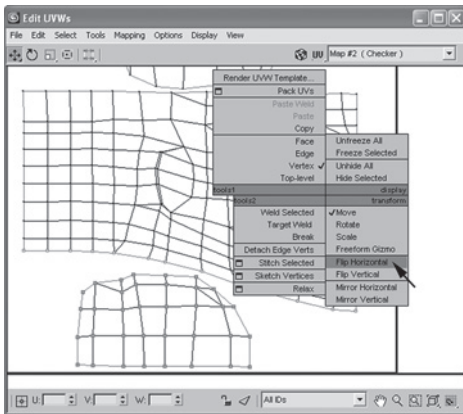 Edit UVWs
File Edit Select Tools Mapping Options Display View
UV Map #2 ( Checker )
Render UVW Template...
Pack UVs
Paste Weld
Paste
Copy
Face
Edge
Vertex
Top-level
Unfreeze All
Freeze Selected
Unhide All
Hide Selected
tools1 display
tools2 transform
Weld Selected
Target Weld
Break
Detach Edge Verts
Stitch Selected
Sketch Vertices
Relax
Move
Rotate
Scale
Freeform Gizmo
Flip Horizontal
Flip Vertical
Mirror Horizontal
Mirror Vertical
U: V: W: All IDs